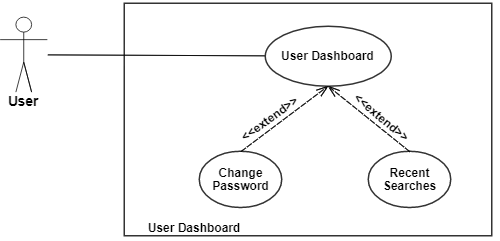 User Dashboard
User
<<extend>>
<<extend>>
Change
Password
Recent
Searches
User Dashboard